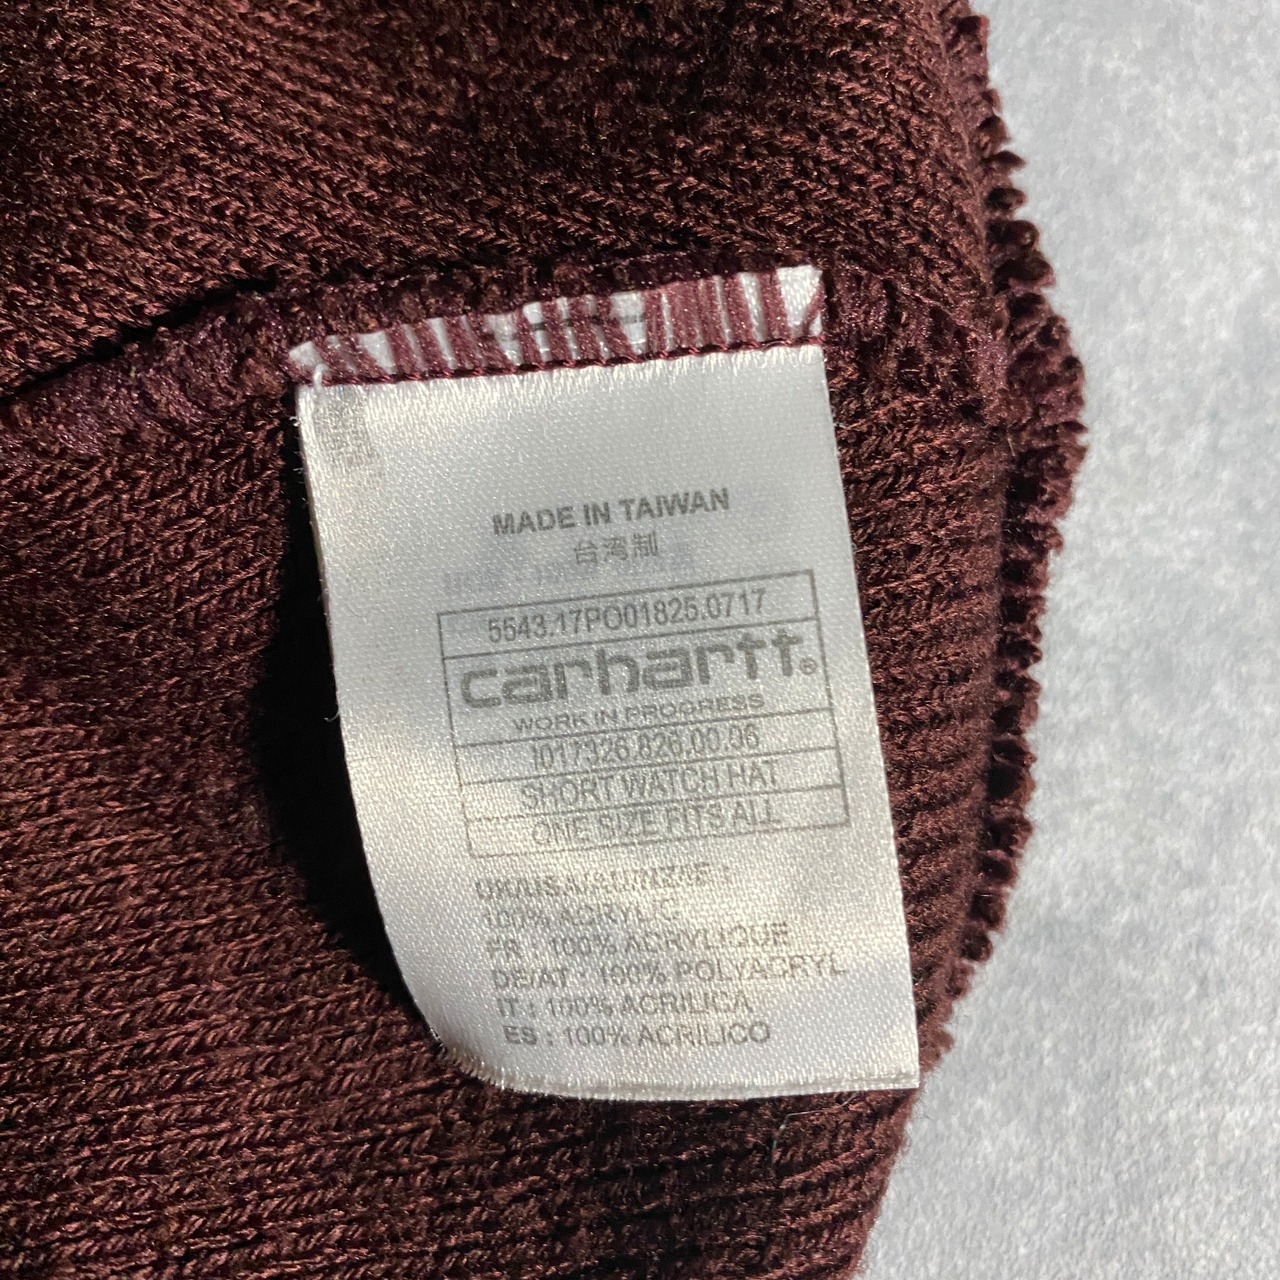 MADE IN TAIWAN
台湾制
5543.17PO01825.0717
carhartt®
WORK IN PROGRESS
I017326.826.00.06
SHORT WATCH HAT
ONE SIZE FITS ALL
100% ACRYLIC
FR : 100% ACRYLIQUE
DE/AT : 100% POLYACRYL
IT : 100% ACRILICA
ES : 100% ACRILICO